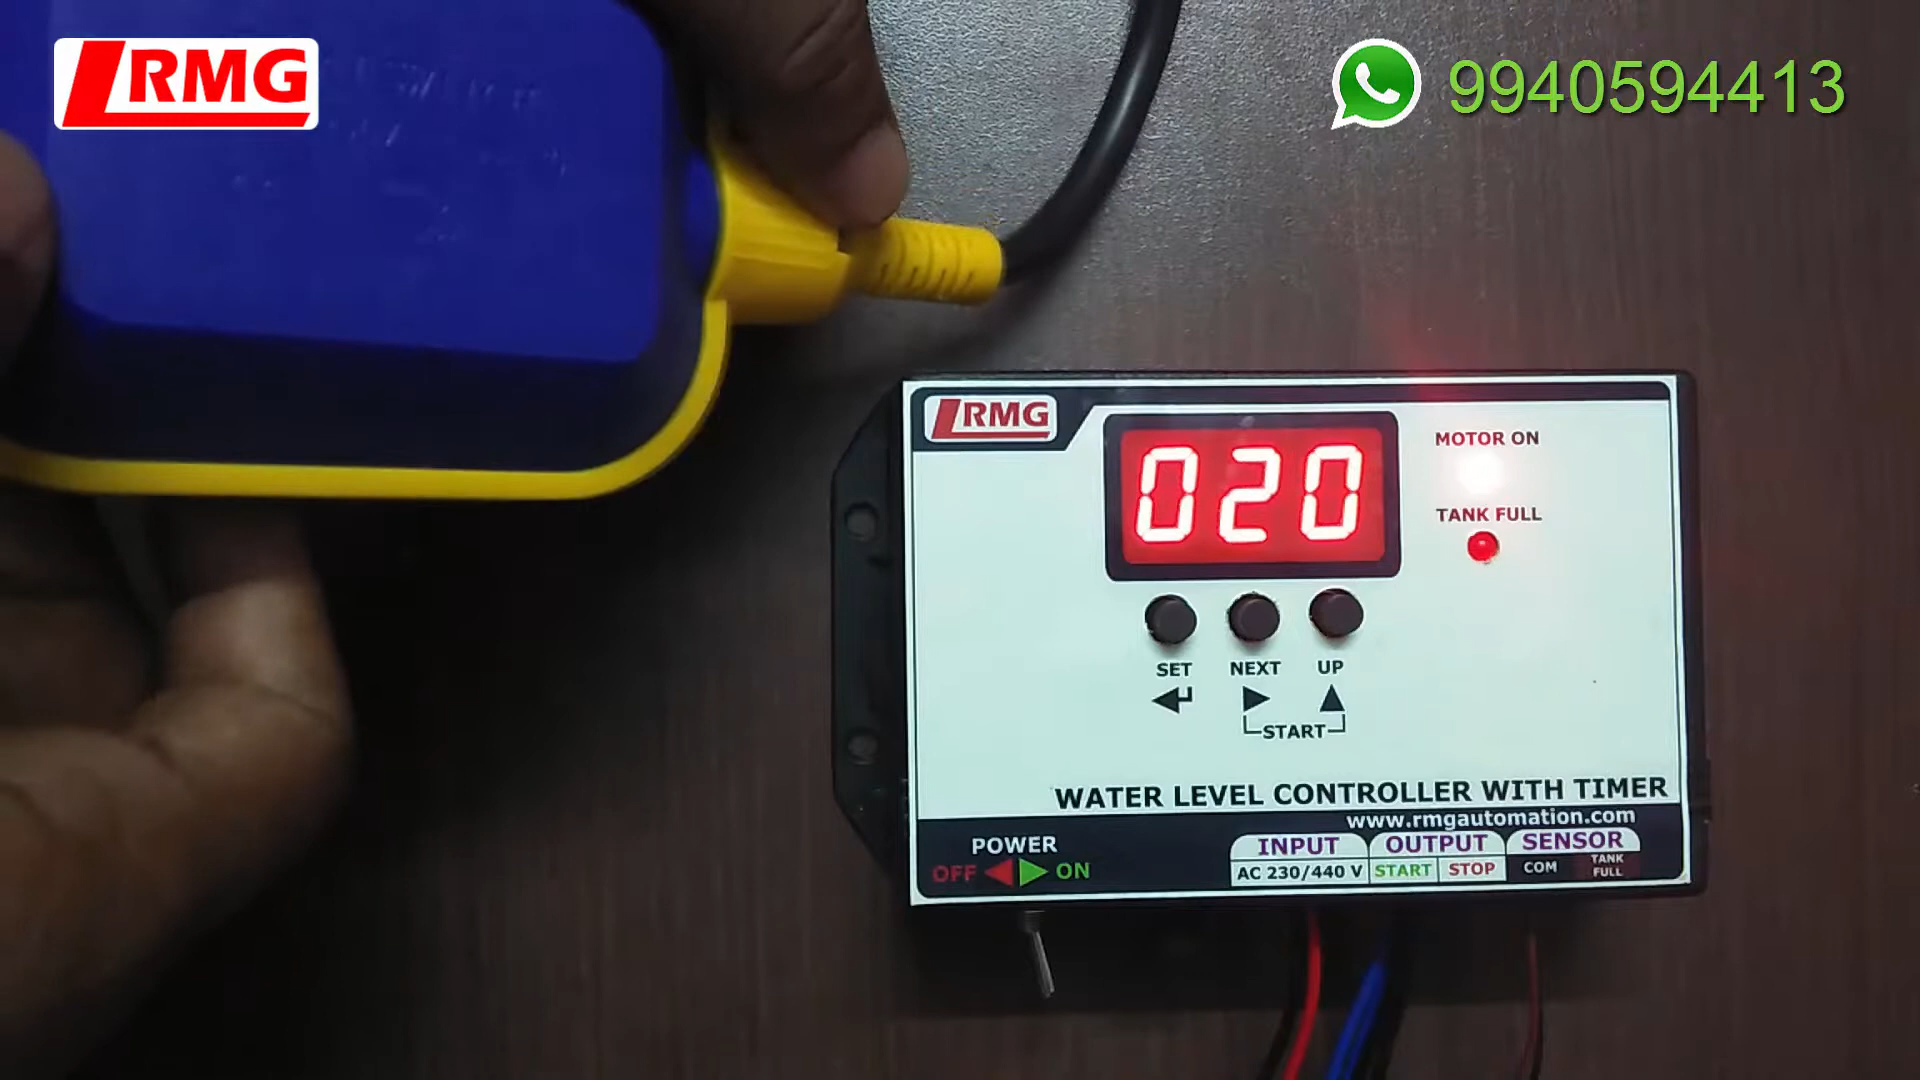 RMG
9940594413
RMG
020
MOTOR ON
TANK FULL
SET NEXT UP
START
WATER LEVEL CONTROLLER WITH TIMER
www.rmgautomation.com
POWER
OFF ON
INPUT OUTPUT SENSOR
AC 230/440 V START STOP COM TANK FULL